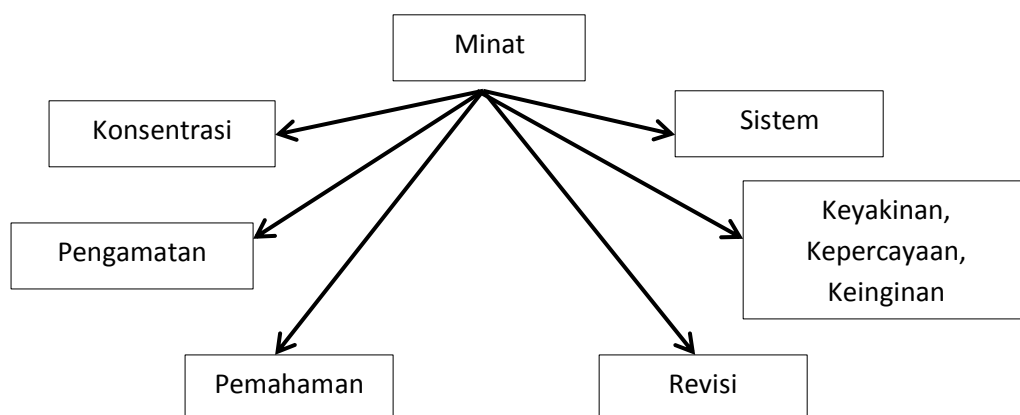 Minat
Konsentrasi
Sistem
Pengamatan
Keyakinan,
Kepercayaan,
Keinginan
Pemahaman
Revisi